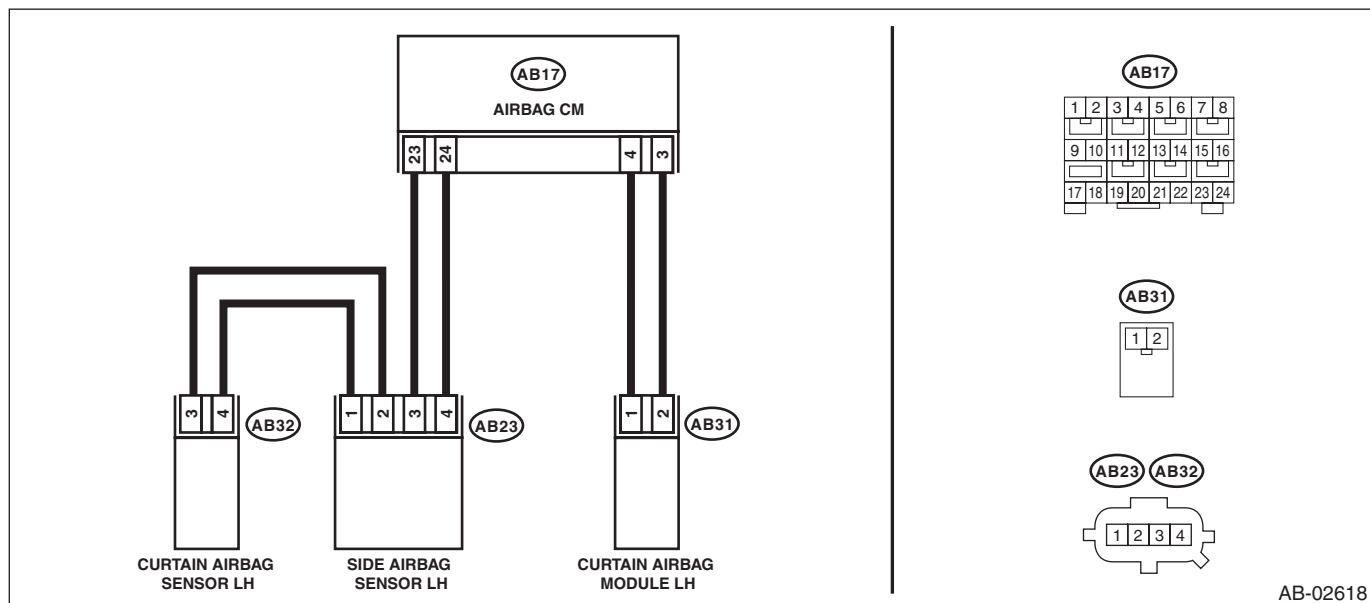 AB17
AIRBAG CM
23 24 4 3
3 4 AB32 1 2 3 4 AB23 1 2 AB31
CURTAIN AIRBAG SENSOR LH
SIDE AIRBAG SENSOR LH
CURTAIN AIRBAG MODULE LH
AB17
1 2 3 4 5 6 7 8
9 10 11 12 13 14 15 16
17 18 19 20 21 22 23 24
AB31
1 2
AB23 AB32
1 2 3 4
AB-02618